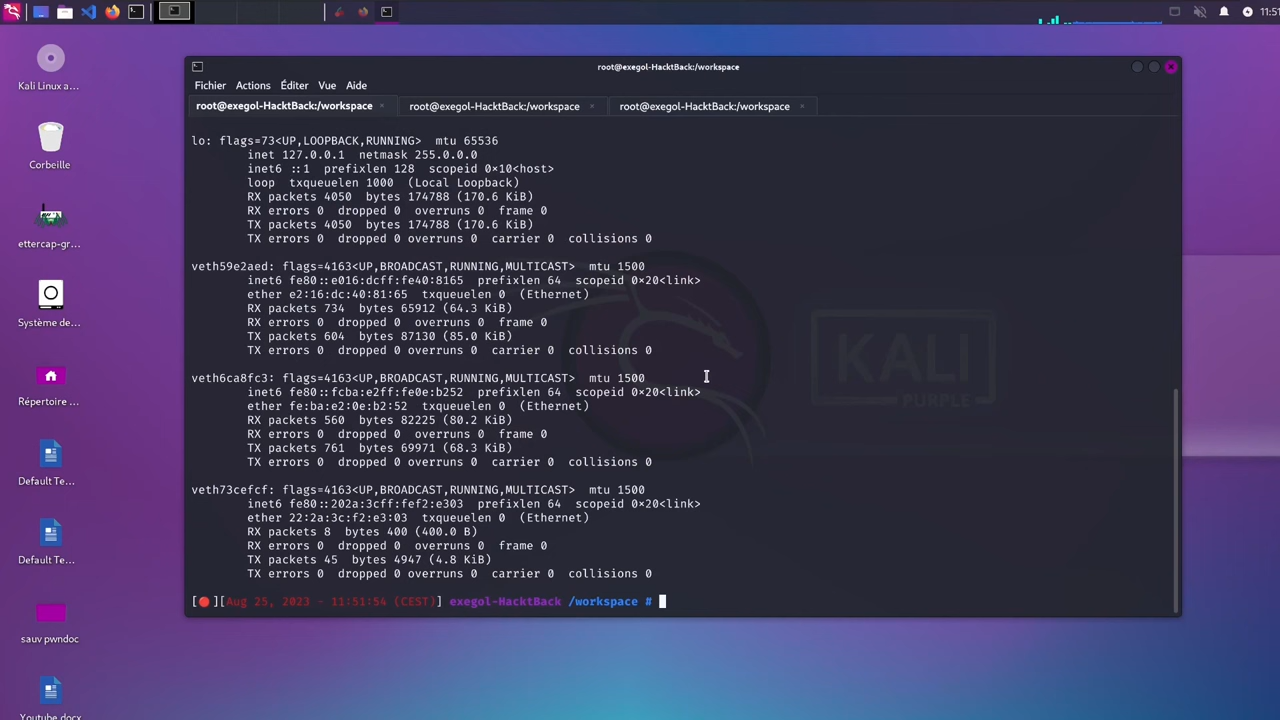 11:51
Kali Linux a...
Corbeille
ettercap-gr...
Système de...
Répertoire ...
Default Te...
Default Te...
sauv pwndoc
Youtube.docx
root@exegol-HacktBack:/workspace
Fichier Actions Éditer Vue Aide
root@exegol-HacktBack:/workspace × root@exegol-HacktBack:/workspace × root@exegol-HacktBack:/workspace ×
lo: flags=73<UP,LOOPBACK,RUNNING> mtu 65536
inet 127.0.0.1 netmask 255.0.0.0
inet6 ::1 prefixlen 128 scopeid 0×10<host>
loop txqueuelen 1000 (Local Loopback)
RX packets 4050 bytes 174788 (170.6 KiB)
RX errors 0 dropped 0 overruns 0 frame 0
TX packets 4050 bytes 174788 (170.6 KiB)
TX errors 0 dropped 0 overruns 0 carrier 0 collisions 0
veth59e2aed: flags=4163<UP,BROADCAST,RUNNING,MULTICAST> mtu 1500
inet6 fe80::e016:dcff:fe40:8165 prefixlen 64 scopeid 0×20<link>
ether e2:16:dc:40:81:65 txqueuelen 0 (Ethernet)
RX packets 734 bytes 65912 (64.3 KiB)
RX errors 0 dropped 0 overruns 0 frame 0
TX packets 604 bytes 87130 (85.0 KiB)
TX errors 0 dropped 0 overruns 0 carrier 0 collisions 0
veth6ca8fc3: flags=4163<UP,BROADCAST,RUNNING,MULTICAST> mtu 1500
inet6 fe80::fcba:e2ff:fe0e:b252 prefixlen 64 scopeid 0×20<link>
ether fe:ba:e2:0e:b2:52 txqueuelen 0 (Ethernet)
RX packets 560 bytes 82225 (80.2 KiB)
RX errors 0 dropped 0 overruns 0 frame 0
TX packets 761 bytes 69971 (68.3 KiB)
TX errors 0 dropped 0 overruns 0 carrier 0 collisions 0
veth73cefcf: flags=4163<UP,BROADCAST,RUNNING,MULTICAST> mtu 1500
inet6 fe80::202a:3cff:fef2:e303 prefixlen 64 scopeid 0×20<link>
ether 22:2a:3c:f2:e3:03 txqueuelen 0 (Ethernet)
RX packets 8 bytes 400 (400.0 B)
RX errors 0 dropped 0 overruns 0 frame 0
TX packets 45 bytes 4947 (4.8 KiB)
TX errors 0 dropped 0 overruns 0 carrier 0 collisions 0
[🔴][Aug 25, 2023 - 11:51:54 (CEST)] exegol-HacktBack /workspace #
KALI
PURPLE